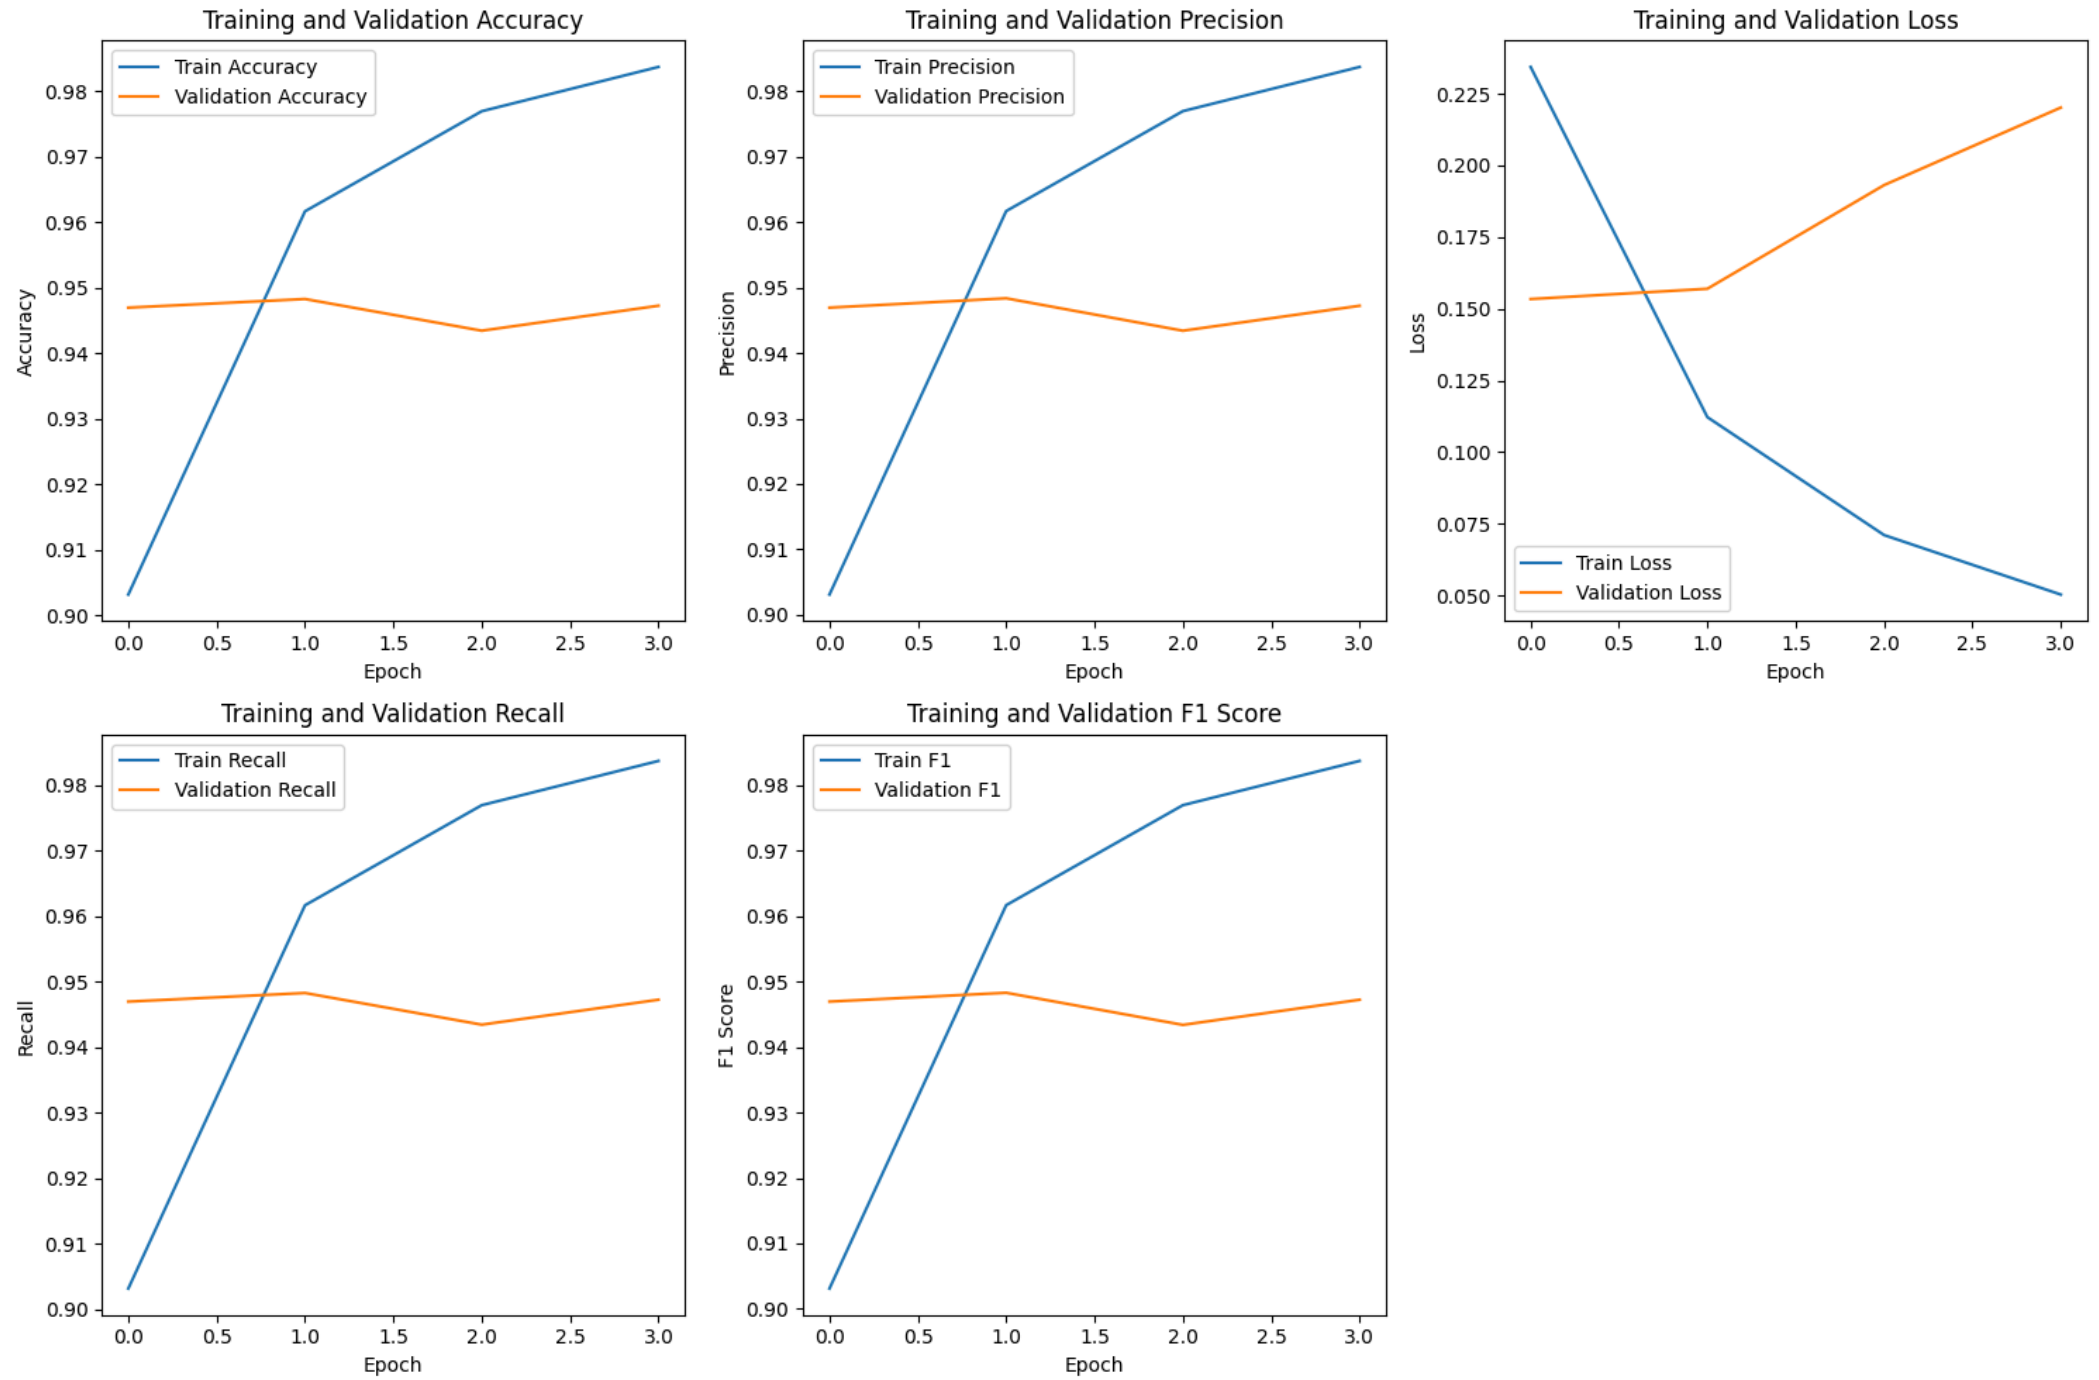 Training and Validation Accuracy
Train Accuracy
Validation Accuracy
0.98
0.97
0.96
0.95
0.94
0.93
0.92
0.91
0.90
Accuracy
0.0 0.5 1.0 1.5 2.0 2.5 3.0
Epoch
Training and Validation Precision
Train Precision
Validation Precision
0.98
0.97
0.96
0.95
0.94
0.93
0.92
0.91
0.90
Precision
0.0 0.5 1.0 1.5 2.0 2.5 3.0
Epoch
Training and Validation Loss
0.225
0.200
0.175
0.150
0.125
0.100
0.075
0.050
Loss
Train Loss
Validation Loss
0.0 0.5 1.0 1.5 2.0 2.5 3.0
Epoch
Training and Validation Recall
Train Recall
Validation Recall
0.98
0.97
0.96
0.95
0.94
0.93
0.92
0.91
0.90
Recall
0.0 0.5 1.0 1.5 2.0 2.5 3.0
Epoch
Training and Validation F1 Score
Train F1
Validation F1
0.98
0.97
0.96
0.95
0.94
0.93
0.92
0.91
0.90
F1 Score
0.0 0.5 1.0 1.5 2.0 2.5 3.0
Epoch